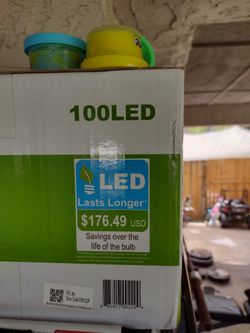 100LED
LED
Lasts Longer*
$176.49 USD
Savings over the
life of the bulb